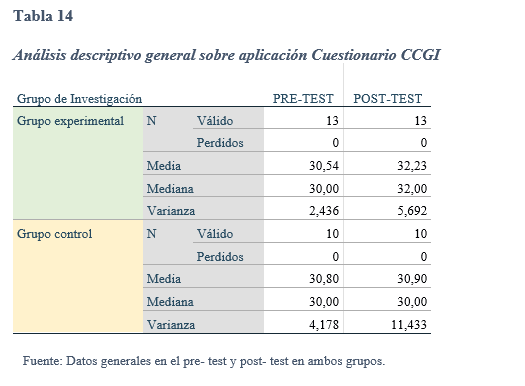 Tabla 14
Análisis descriptivo general sobre aplicación Cuestionario CCGI
Grupo de Investigación PRE-TEST POST-TEST
Grupo experimental N Válido 13 13
Perdidos 0 0
Media 30,54 32,23
Mediana 30,00 32,00
Varianza 2,436 5,692
Grupo control N Válido 10 10
Perdidos 0 0
Media 30,80 30,90
Mediana 30,00 30,00
Varianza 4,178 11,433
Fuente: Datos generales en el pre- test y post- test en ambos grupos.